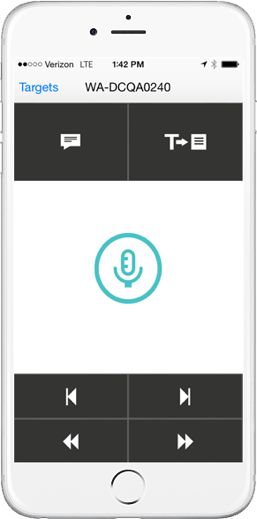 Verizon LTE 1:42 PM
Targets WA-DCQA0240
T